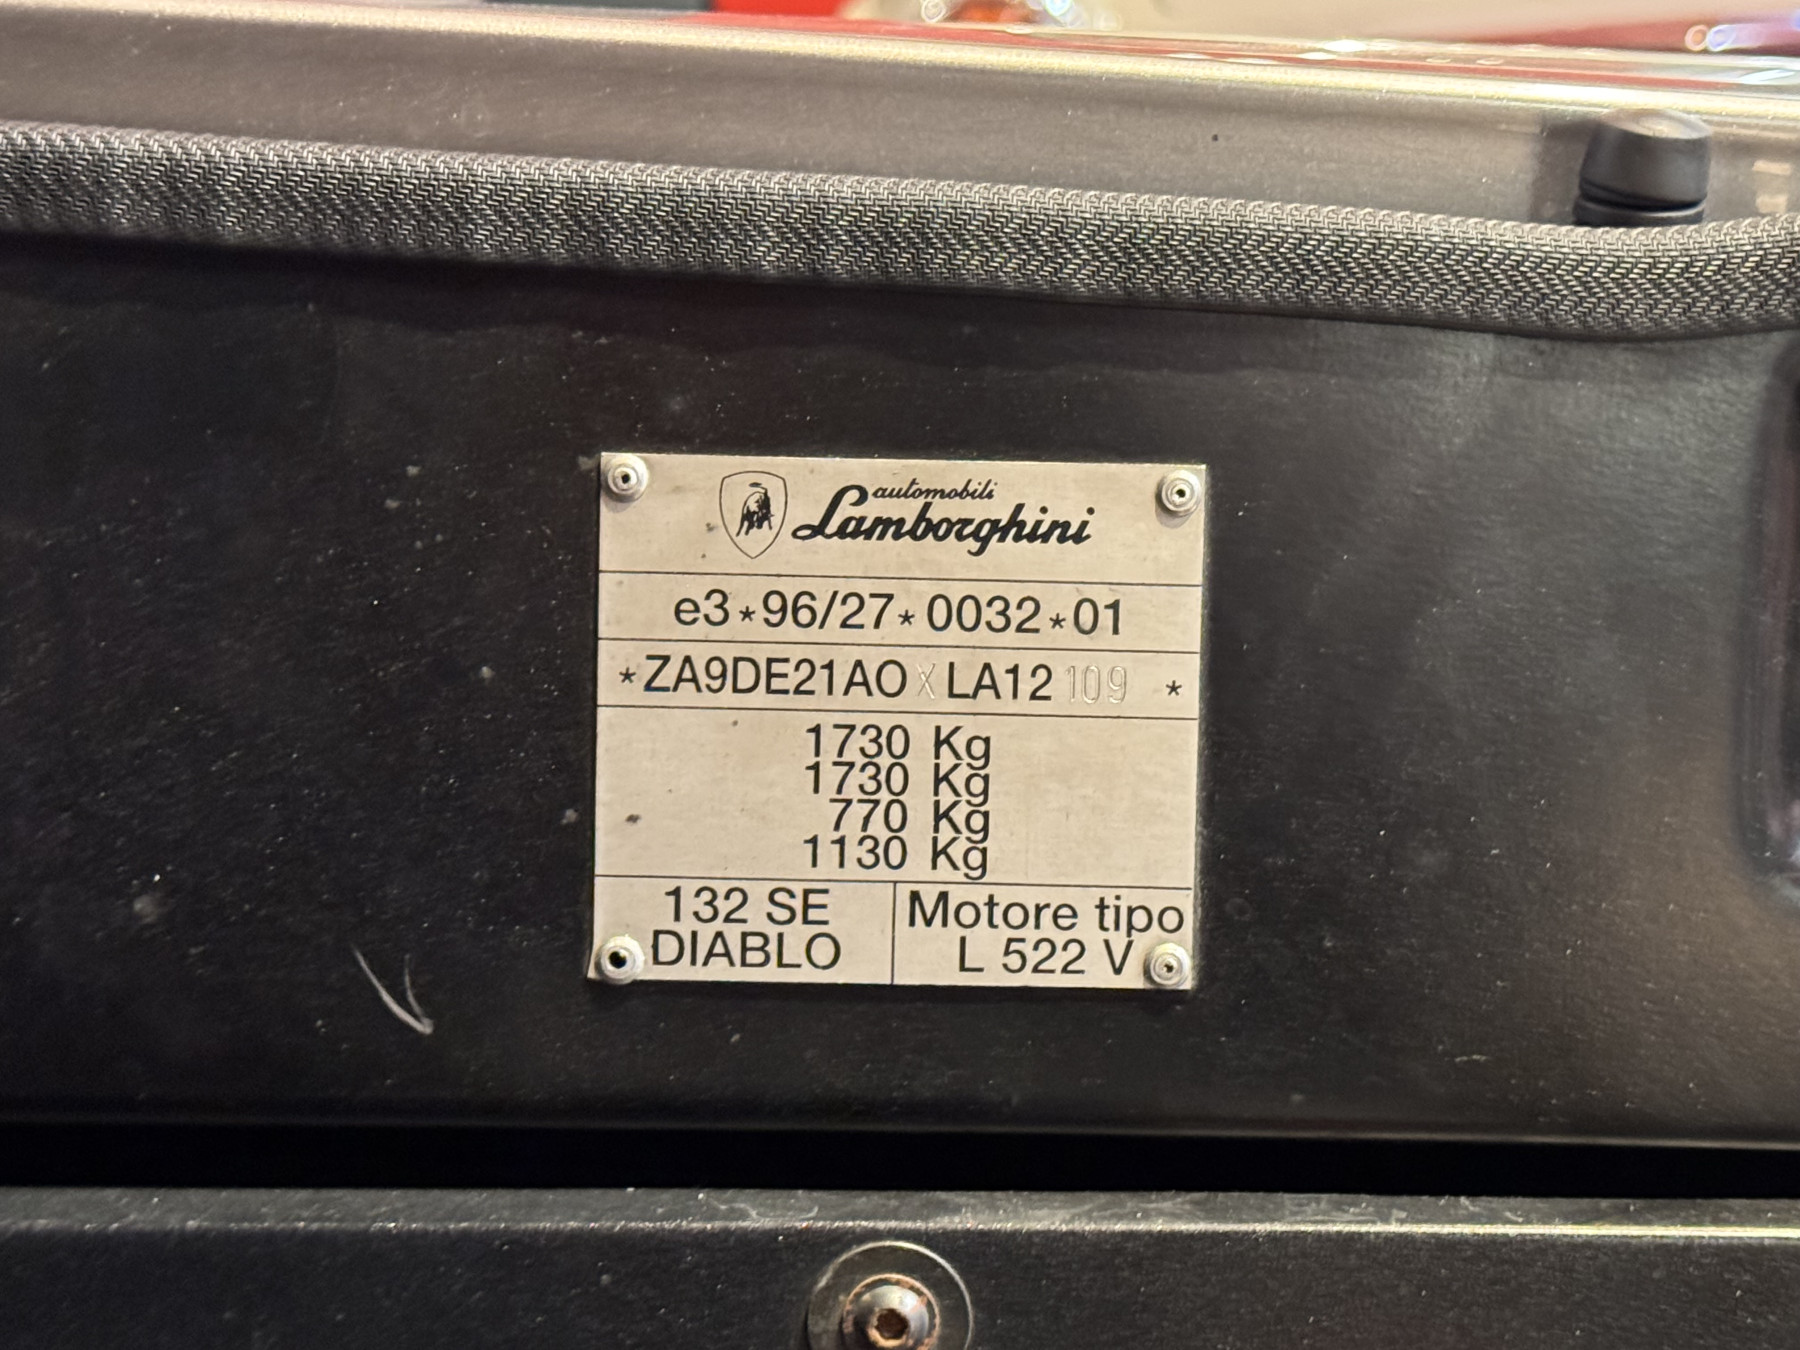 automobili
Lamborghini
e3*96/27*0032*01
*ZA9DE21AOXLA12109 *
1730 Kg
1730 Kg
770 Kg
1130 Kg
132 SE
DIABLO
Motore tipo
L 522 V